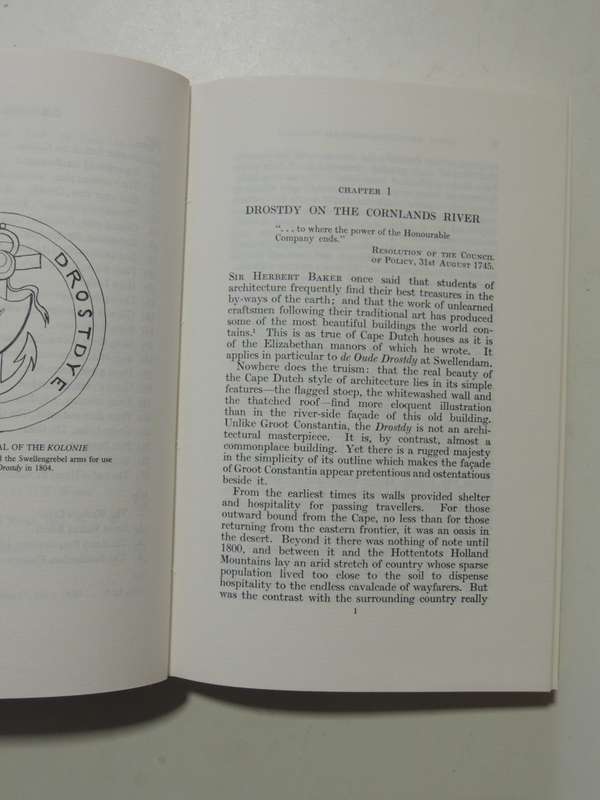 DROSTDYE
AL OF THE KOLONIE
d the Swellengrebel arms for use
Drostdy in 1804.
CHAPTER 1
DROSTDY ON THE CORNLANDS RIVER
“. . . to where the power of the Honourable
Company ends.”
RESOLUTION OF THE COUNCIL
OF POLICY, 31st AUGUST 1745.
SIR HERBERT BAKER once said that students of
architecture frequently find their best treasures in the
by-ways of the earth; and that the work of unlearned
craftsmen following their traditional art has produced
some of the most beautiful buildings the world con-
tains.¹ This is as true of Cape Dutch houses as it is
of the Elizabethan manors of which he wrote. It
applies in particular to de Oude Drostdy at Swellendam.
Nowhere does the truism: that the real beauty of
the Cape Dutch style of architecture lies in its simple
features—the flagged stoep, the whitewashed wall and
the thatched roof—find more eloquent illustration
than in the river-side façade of this old building.
Unlike Groot Constantia, the Drostdy is not an archi-
tectural masterpiece. It is, by contrast, almost a
commonplace building. Yet there is a rugged majesty
in the simplicity of its outline which makes the façade
of Groot Constantia appear pretentious and ostentatious
beside it.
From the earliest times its walls provided shelter
and hospitality for passing travellers. For those
outward bound from the Cape, no less than for those
returning from the eastern frontier, it was an oasis in
the desert. Beyond it there was nothing of note until
1800, and between it and the Hottentots Holland
Mountains lay an arid stretch of country whose sparse
population lived too close to the soil to dispense
hospitality to the endless cavalcade of wayfarers. But
was the contrast with the surrounding country really
1